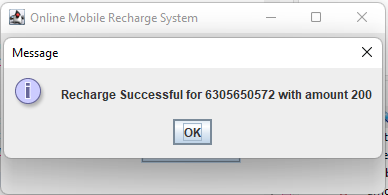 Online Mobile Recharge System
Message
Recharge Successful for 6305650572 with amount 200
OK